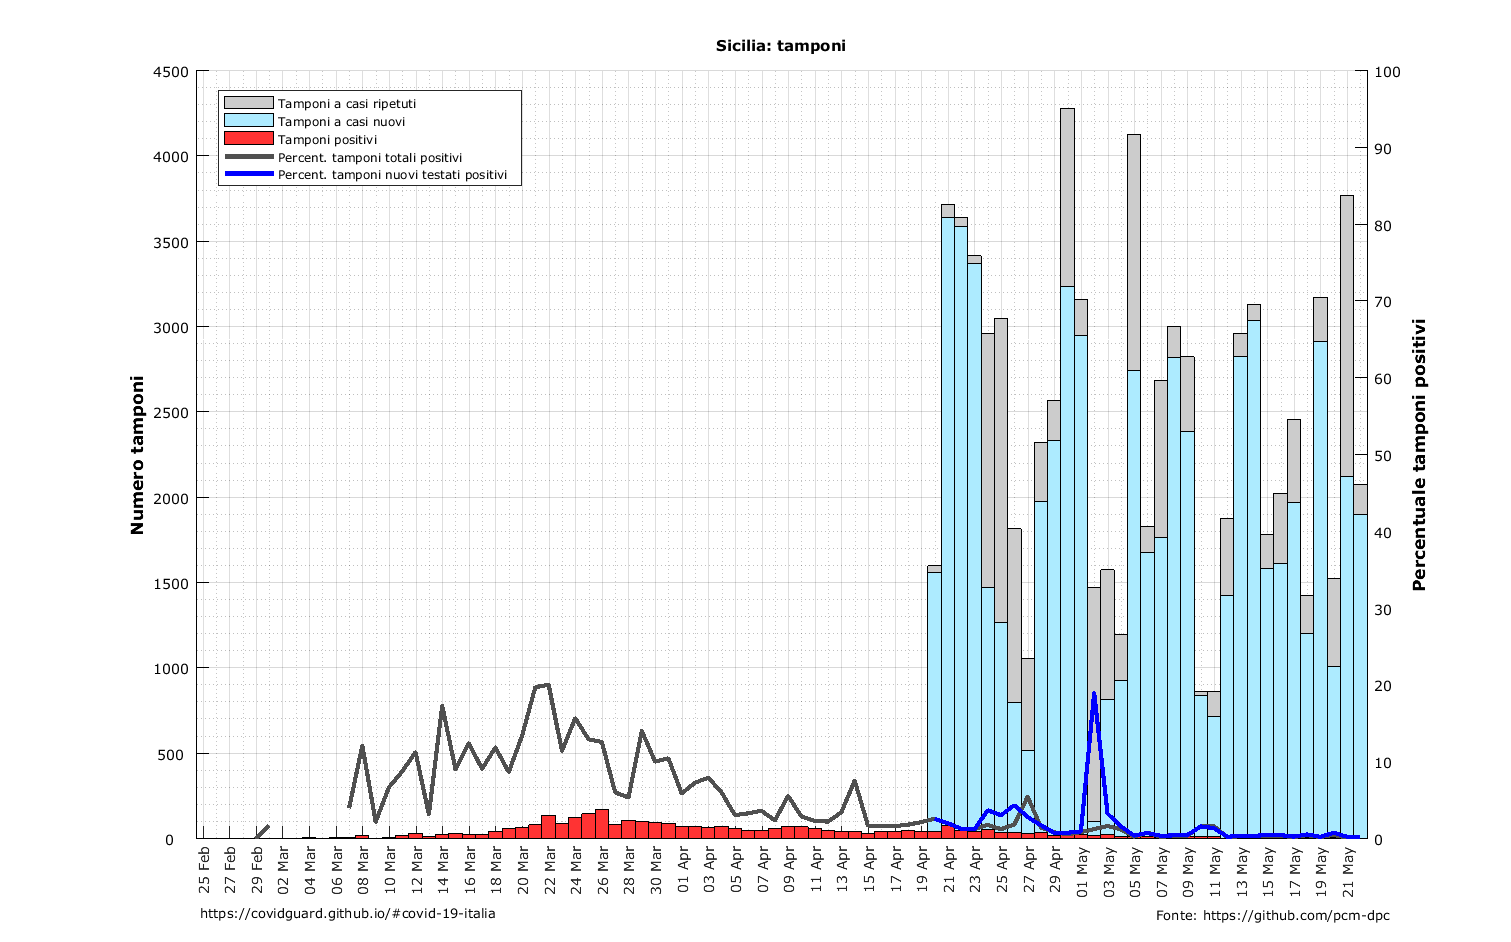 Sicilia: tamponi
4500
4000
3500
3000
2500
2000
1500
1000
500
0
Numero tamponi
Tamponi a casi ripetuti
Tamponi a casi nuovi
Tamponi positivi
Percent. tamponi totali positivi
Percent. tamponi nuovi testati positivi
100
90
80
70
60
50
40
30
20
10
0
Percentuale tamponi positivi
25 Feb
27 Feb
29 Feb
02 Mar
04 Mar
06 Mar
08 Mar
10 Mar
12 Mar
14 Mar
16 Mar
18 Mar
20 Mar
22 Mar
24 Mar
26 Mar
28 Mar
30 Mar
01 Apr
03 Apr
05 Apr
07 Apr
09 Apr
11 Apr
13 Apr
15 Apr
17 Apr
19 Apr
21 Apr
23 Apr
25 Apr
27 Apr
29 Apr
01 May
03 May
05 May
07 May
09 May
11 May
13 May
15 May
17 May
19 May
21 May
https://covidguard.github.io/#covid-19-italia
Fonte: https://github.com/pcm-dpc